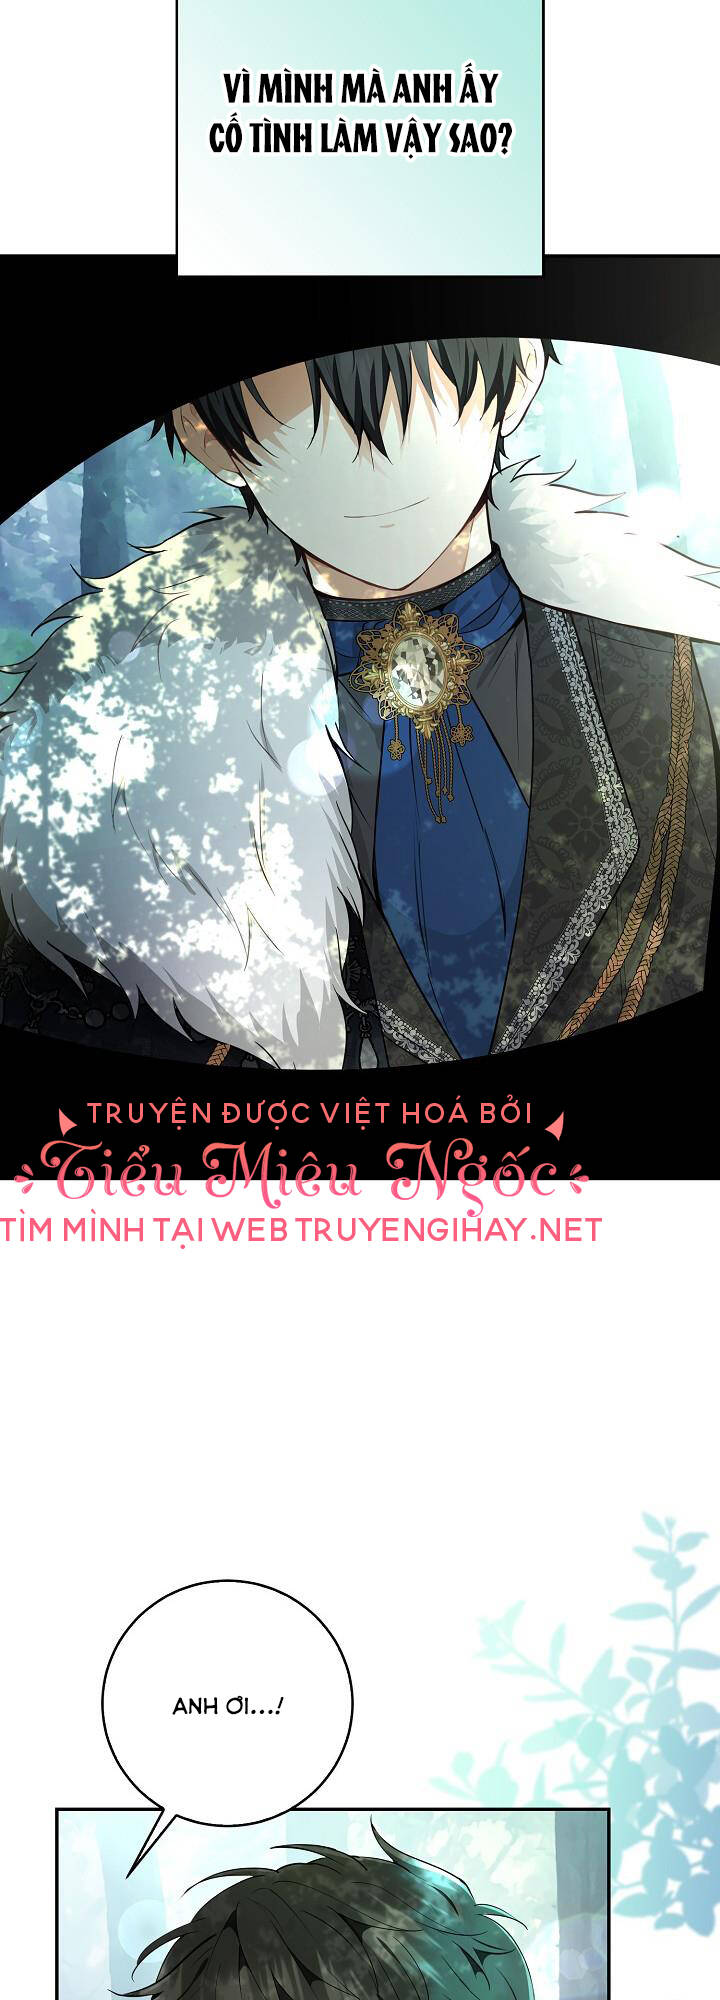 VÌ MÌNH MÀ ANH ẤY
CỐ TÌNH LÀM VẬY SAO?
TRUYỆN ĐƯỢC VIỆT HOÁ BỞI
Tiểu Miêu Ngốc
TÌM MÌNH TẠI WEB TRUYENGIHAY.NET
ANH ƠI...!